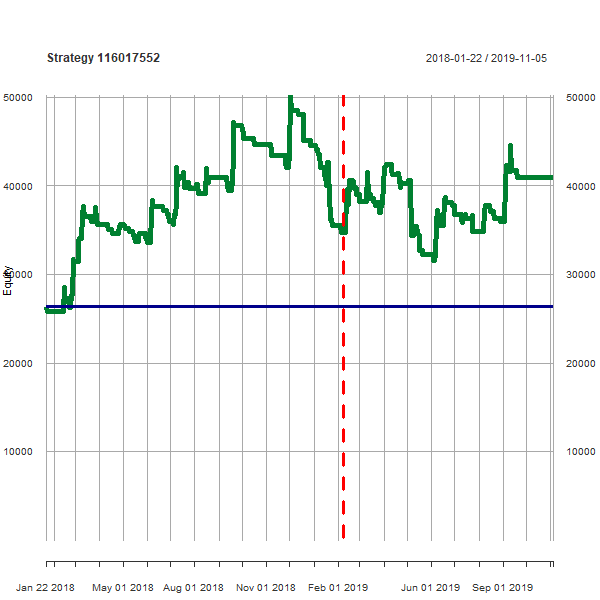 Strategy 116017552
2018-01-22 / 2019-11-05
50000
50000
40000
40000
30000
30000
Equity
20000
20000
10000
10000
Jan 22 2018
May 01 2018
Aug 01 2018
Nov 01 2018
Feb 01 2019
Jun 01 2019
Sep 01 2019